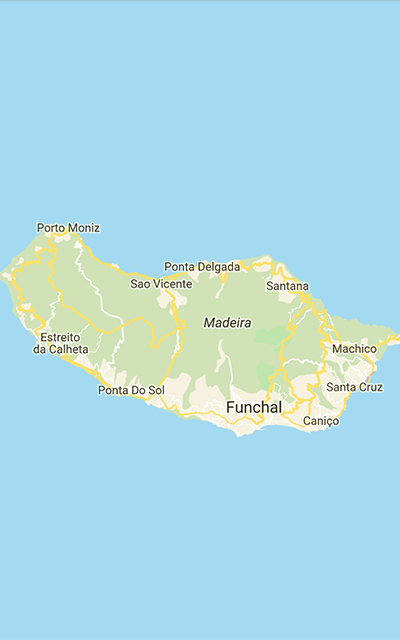 Porto Moniz
Ponta Delgada
Sao Vicente
Santana
Madeira
Estreito
da Calheta
Machico
Santa Cruz
Ponta Do Sol
Funchal
Caniço